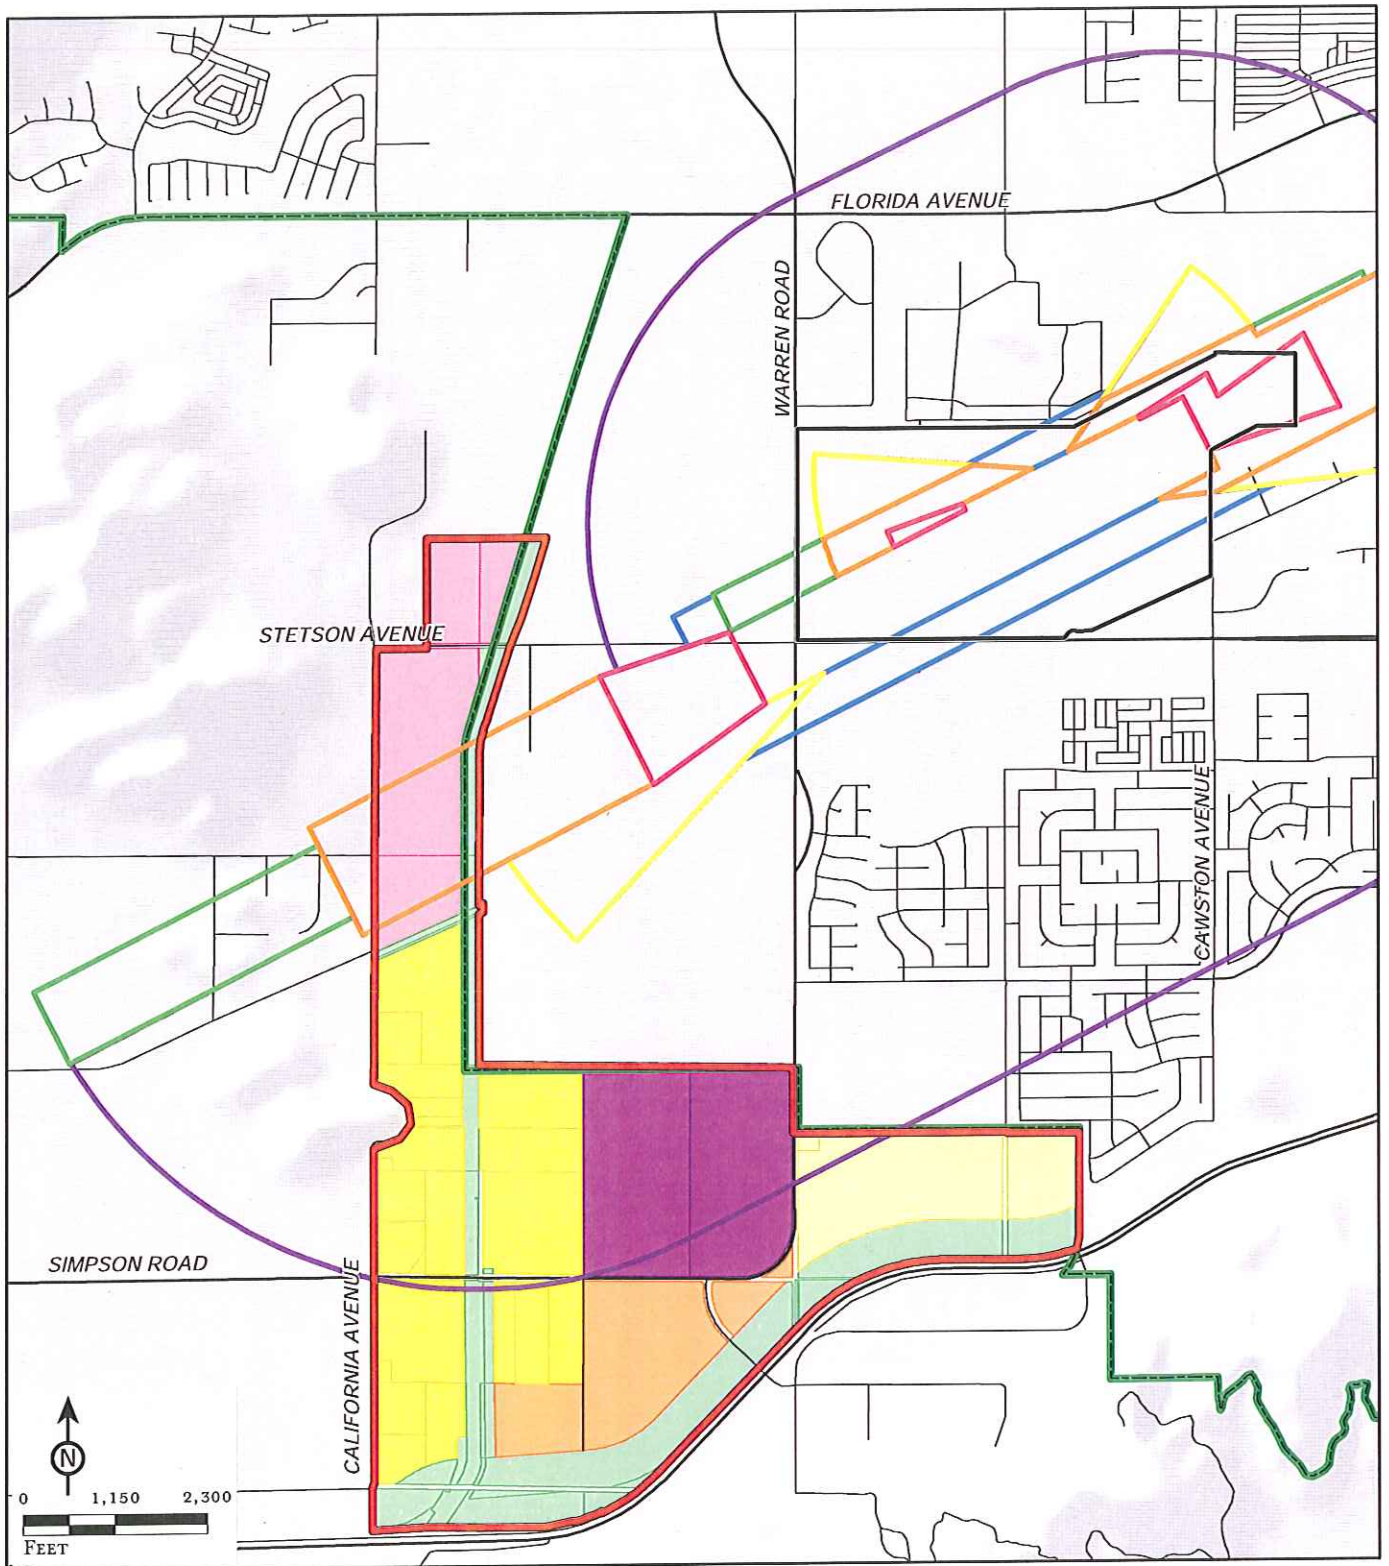 FLORIDA AVENUE
WARREN ROAD
STETSON AVENUE
CAWSTON AVENUE
SIMPSON ROAD
CALIFORNIA AVENUE
N
0 1,150 2,300
FEET